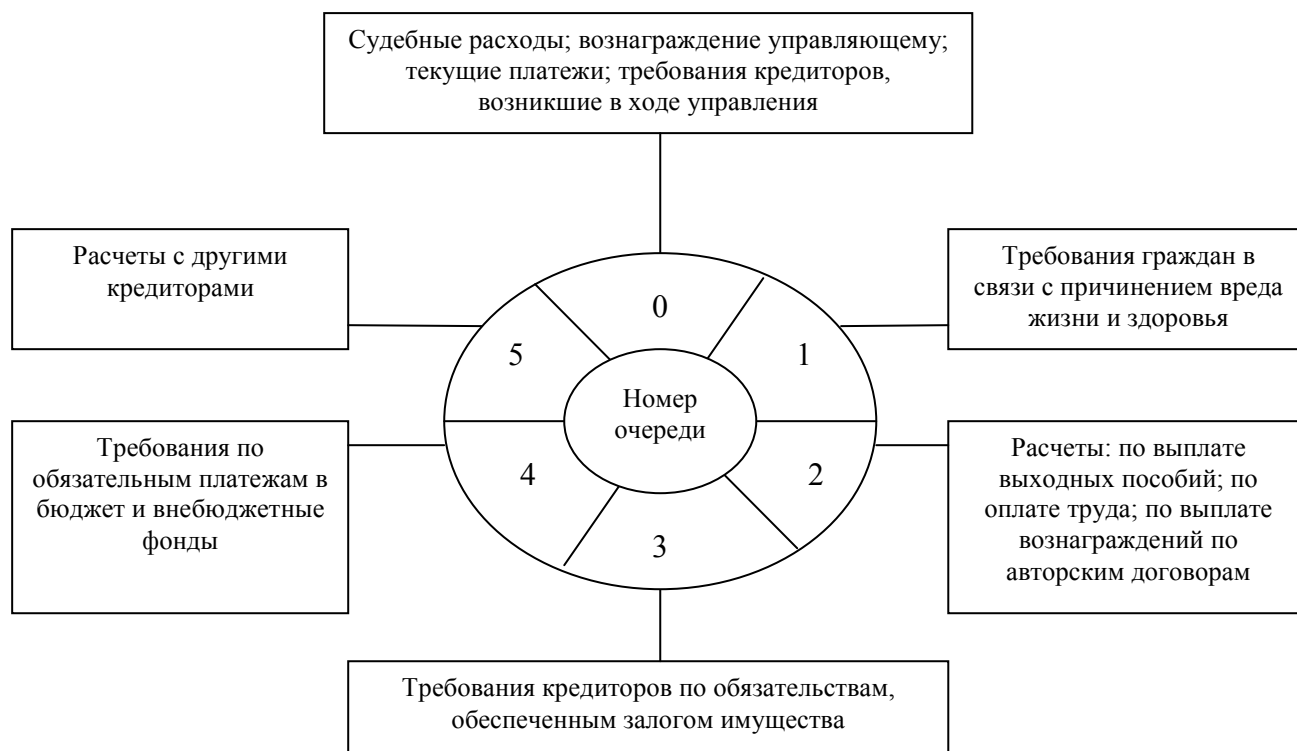 Судебные расходы; вознаграждение управляющему;
текущие платежи; требования кредиторов,
возникшие в ходе управления
Расчеты с другими
кредиторами
Требования граждан в
связи с причинением вреда
жизни и здоровья
0
5
1
Номер
очереди
4
2
3
Требования по
обязательным платежам в
бюджет и внебюджетные
фонды
Расчеты: по выплате
выходных пособий; по
оплате труда; по выплате
вознаграждений по
авторским договорам
Требования кредиторов по обязательствам,
обеспеченным залогом имущества